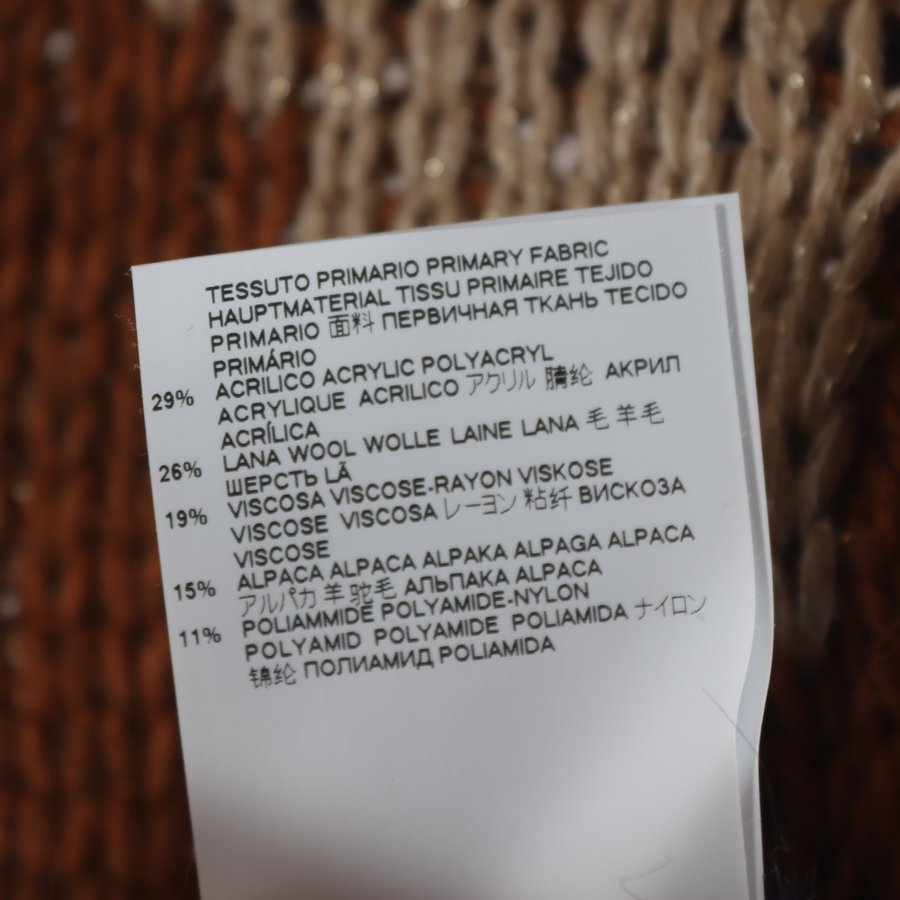 TESSUTO PRIMARIO PRIMARY FABRIC
HAUPTMATERIAL TISSU PRIMAIRE TEJIDO
PRIMARIO 面料 ПЕРВИЧНАЯ ТКАНЬ TECIDO
PRIMÁRIO
29% ACRILICO ACRYLIC POLYACRYL
ACRYLIQUE ACRILICO アクリル 腈纶 АКРИЛ
ACRÍLICA
26% LANA WOOL WOLLE LAINE LANA 毛 羊毛
ШЕРСТЬ LÃ
19% VISCOSA VISCOSE-RAYON VISKOSE
VISCOSE VISCOSA レーヨン 粘纤 ВИСКОЗА
VISCOSE
15% ALPACA ALPACA ALPAKA ALPAGA ALPACA
アルパカ 羊 驼毛 АЛЬПАКА ALPACA
11% POLIAMMIDE POLYAMIDE-NYLON
POLYAMID POLYAMIDE POLIAMIDA ナイロン
锦纶 ПОЛИАМИД POLIAMIDA